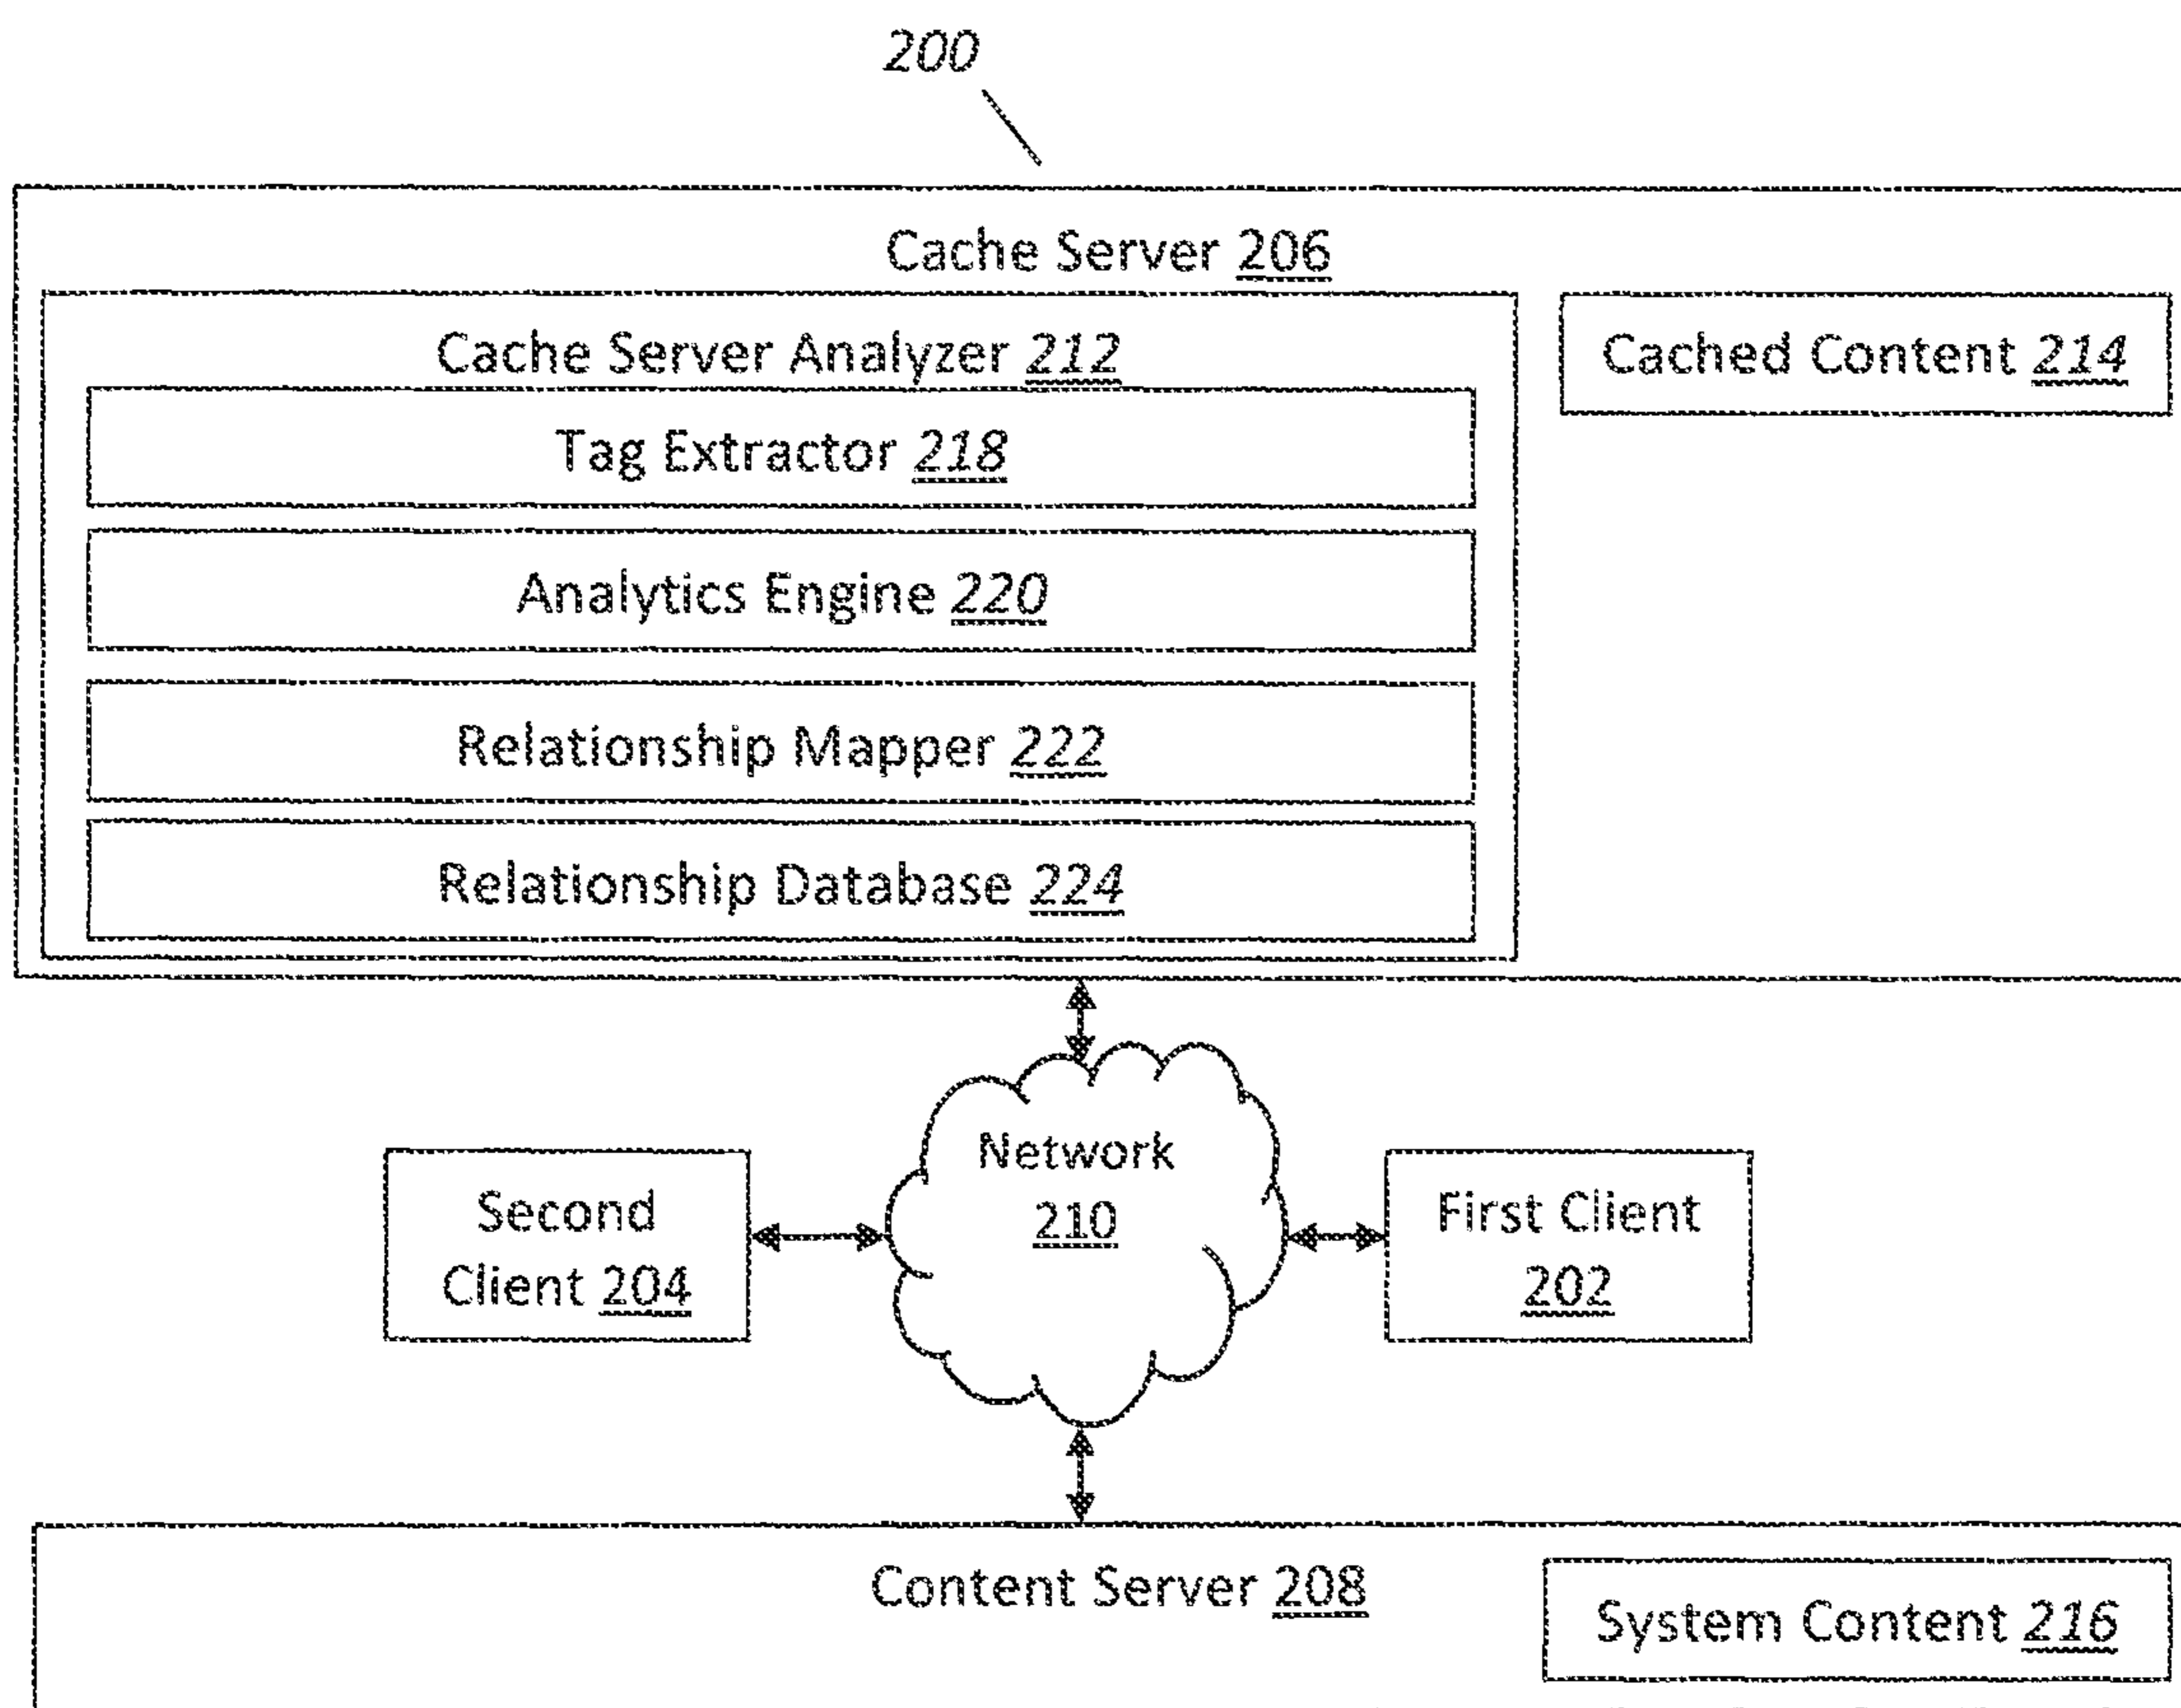 200
Cache Server 206
Cache Server Analyzer 212
Cached Content 214
Tag Extractor 218
Analytics Engine 220
Relationship Mapper 222
Relationship Database 224
Network
210
Second
Client 204
First Client
202
Content Server 208
System Content 216